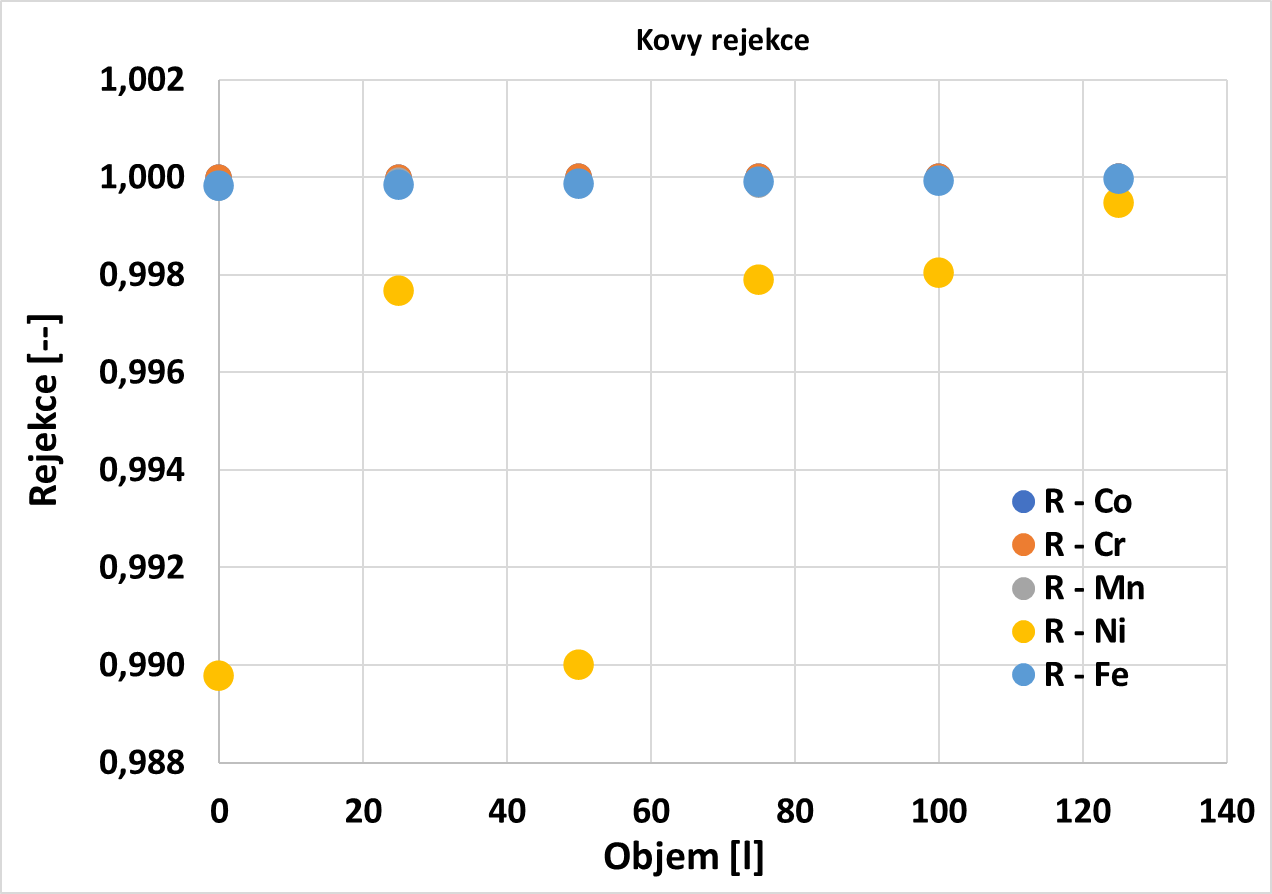 Kovy rejekce
1,002
1,000
0,998
0,996
0,994
0,992
0,990
0,988
Rejekce [--]
R - Co
R - Cr
R - Mn
R - Ni
R - Fe
0 20 40 60 80 100 120 140
Objem [l]